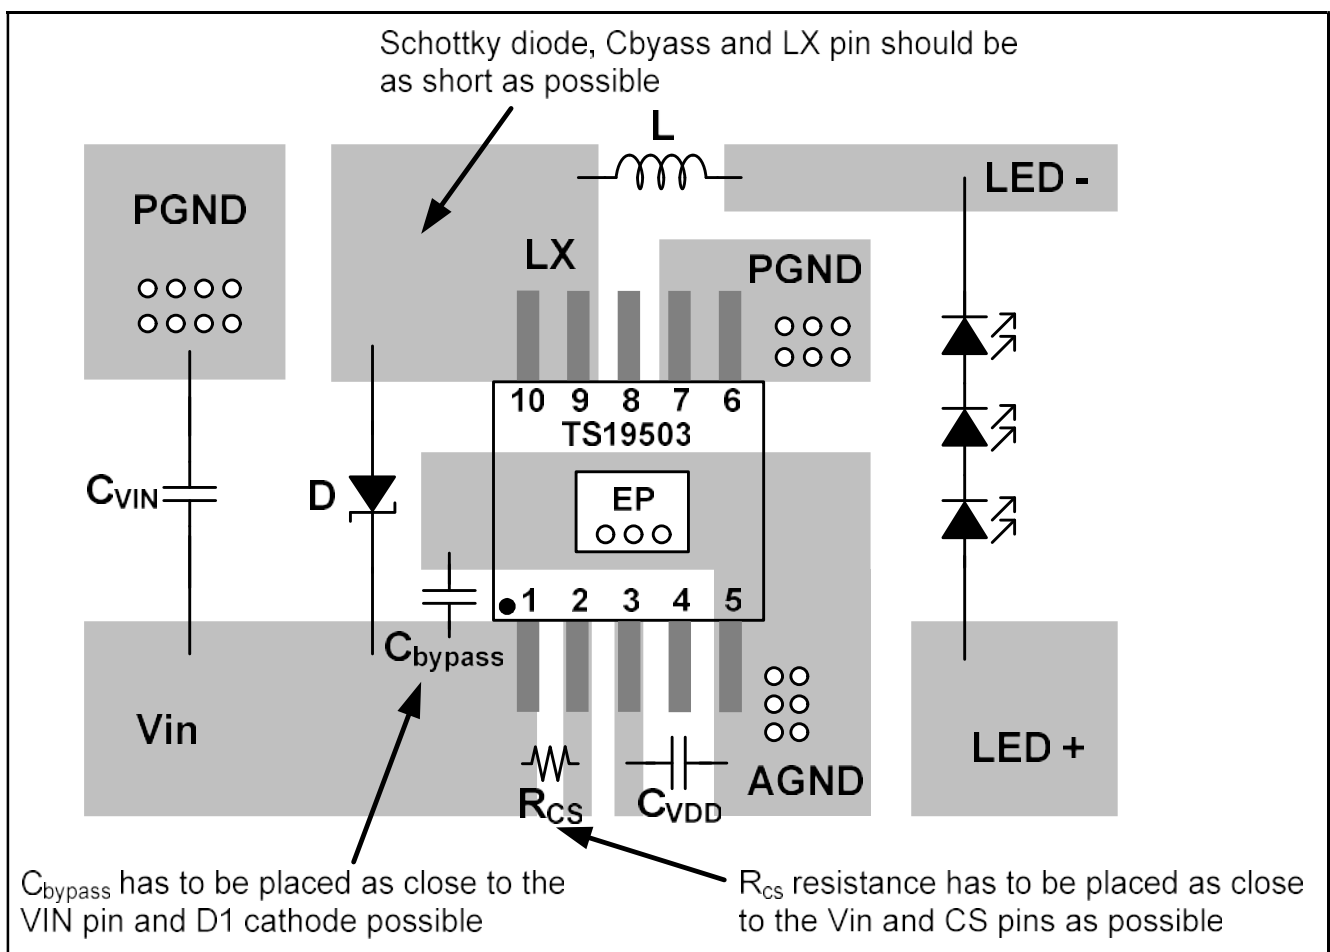 Schottky diode, Cbyass and LX pin should be
as short as possible
L
LED -
PGND
LX
PGND
10 9 8 7 6
TS19503
CVIN
D
EP
1 2 3 4 5
Cbypass
Vin
LED +
AGND
RCS
CVDD
Cbypass has to be placed as close to the
VIN pin and D1 cathode possible
Rcs resistance has to be placed as close
to the Vin and CS pins as possible